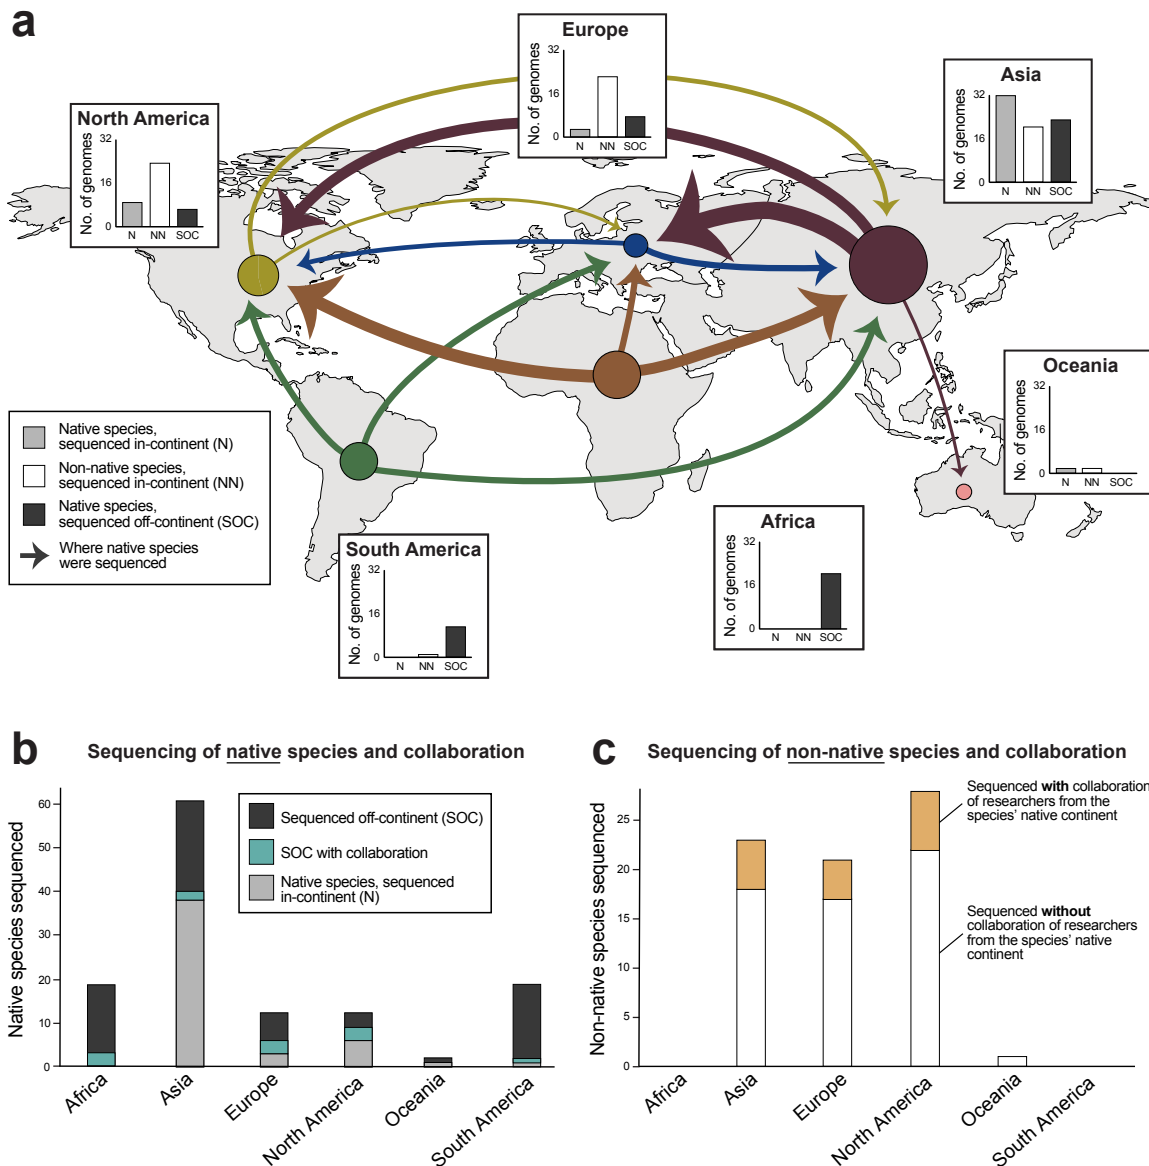 a
Europe
No. of genomes
32
16
0
N NN SOC
Asia
No. of genomes
32
16
0
N NN SOC
North America
No. of genomes
32
16
0
N NN SOC
Oceania
No. of genomes
32
16
0
N NN SOC
Native species,
sequenced in-continent (N)
Non-native species,
sequenced in-continent (NN)
Native species,
sequenced off-continent (SOC)
Where native species
were sequenced
South America
No. of genomes
32
16
0
N NN SOC
Africa
No. of genomes
32
16
0
N NN SOC
b
Sequencing of native species and collaboration
Native species sequenced
60
50
40
30
20
10
0
Sequenced off-continent (SOC)
SOC with collaboration
Native species, sequenced
in-continent (N)
Africa
Asia
Europe
North America
Oceania
South America
c
Sequencing of non-native species and collaboration
Non-native species sequenced
25
20
15
10
5
0
Sequenced with collaboration
of researchers from the
species' native continent
Sequenced without
collaboration of researchers
from the species' native
continent
Africa
Asia
Europe
North America
Oceania
South America